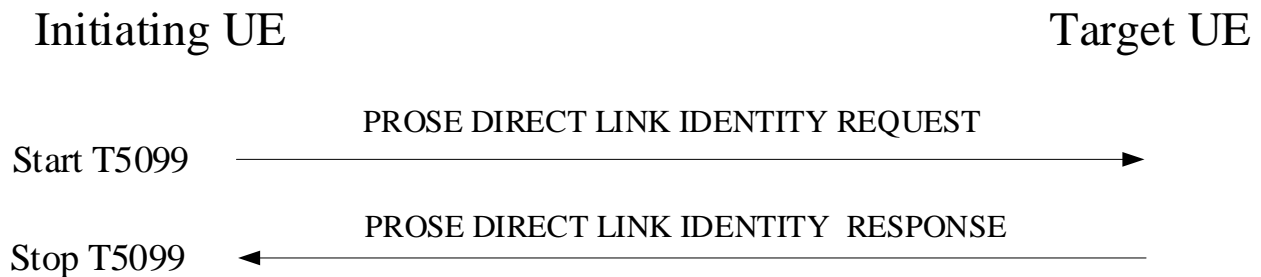 Initiating UE
Target UE
PROSE DIRECT LINK IDENTITY REQUEST
Start T5099
PROSE DIRECT LINK IDENTITY RESPONSE
Stop T5099